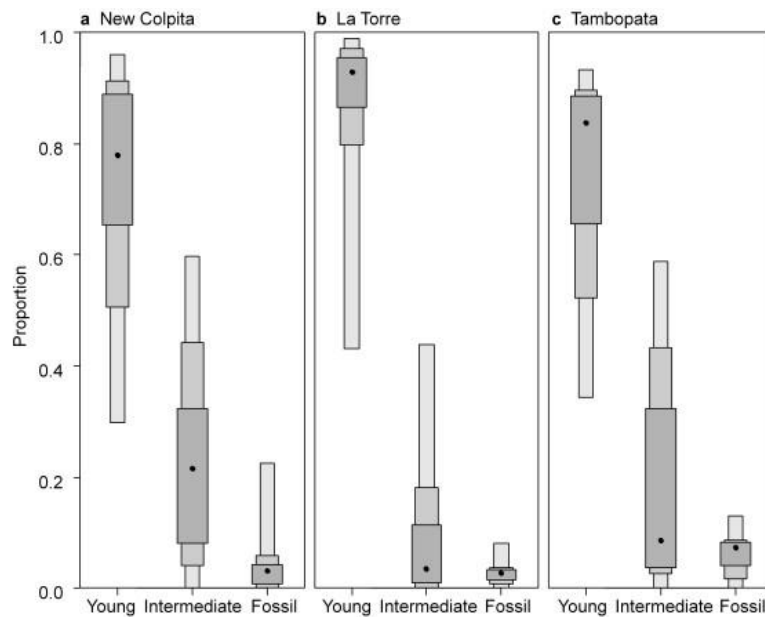 a New Colpita
b La Torre
c Tambopata
1.0
0.8
0.6
0.4
0.2
0.0
Proportion
Young Intermediate Fossil
Young Intermediate Fossil
Young Intermediate Fossil